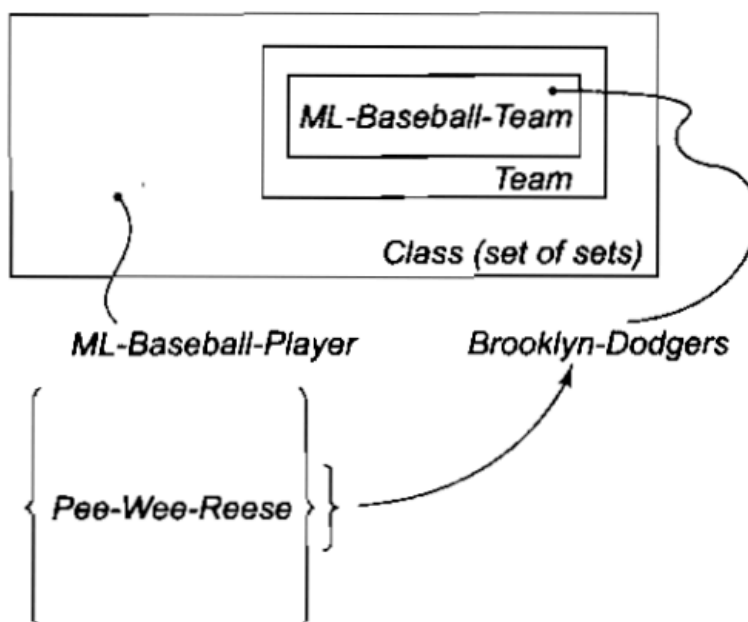 ML-Baseball-Team
Team
Class (set of sets)
ML-Baseball-Player
Brooklyn-Dodgers
Pee-Wee-Reese